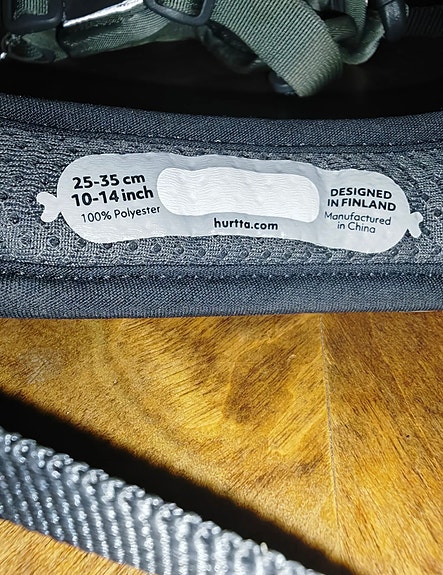 25-35 cm
10-14 inch
100% Polyester
hurtta.com
DESIGNED
IN FINLAND
Manufactured
in China